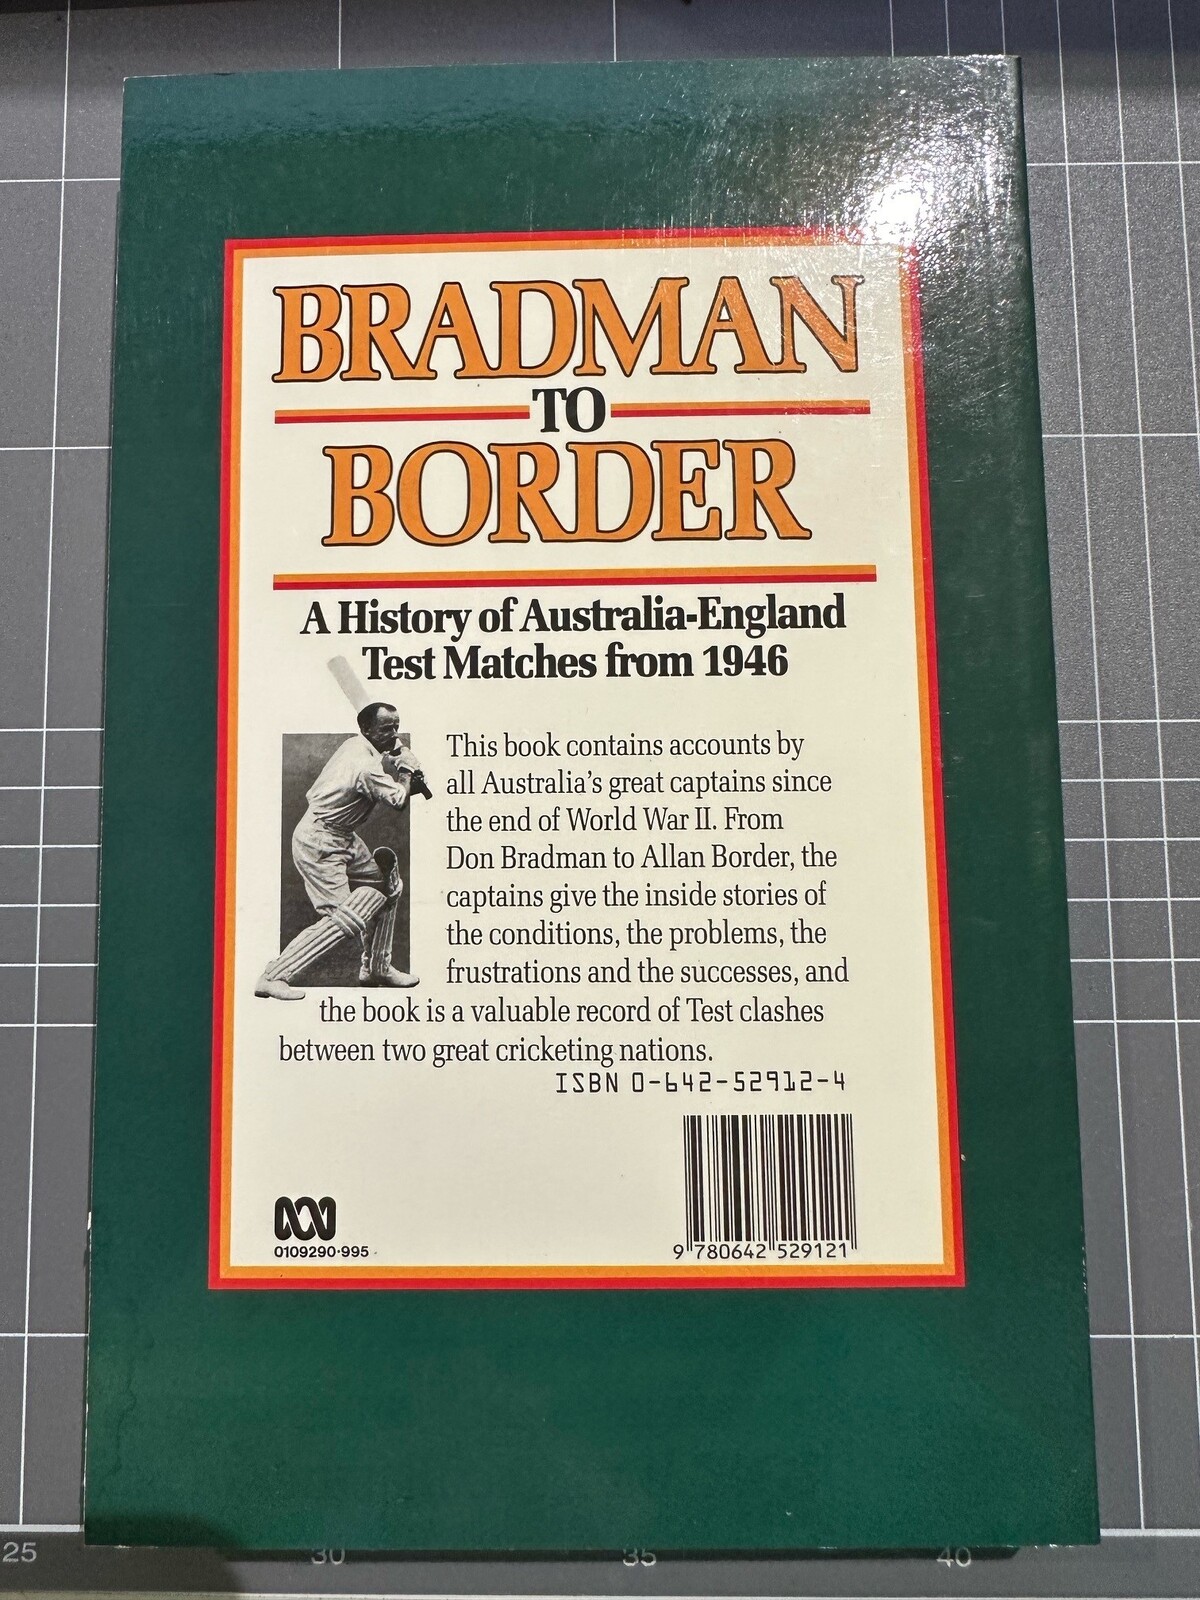 BRADMAN
TO
BORDER
A History of Australia-England
Test Matches from 1946
This book contains accounts by
all Australia's great captains since
the end of World War II. From
Don Bradman to Allan Border, the
captains give the inside stories of
the conditions, the problems, the
frustrations and the successes, and
the book is a valuable record of Test clashes
between two great cricketing nations.
ISBN 0-642-52912-4
0109290·995
9 780642 529121
25 30 35 40